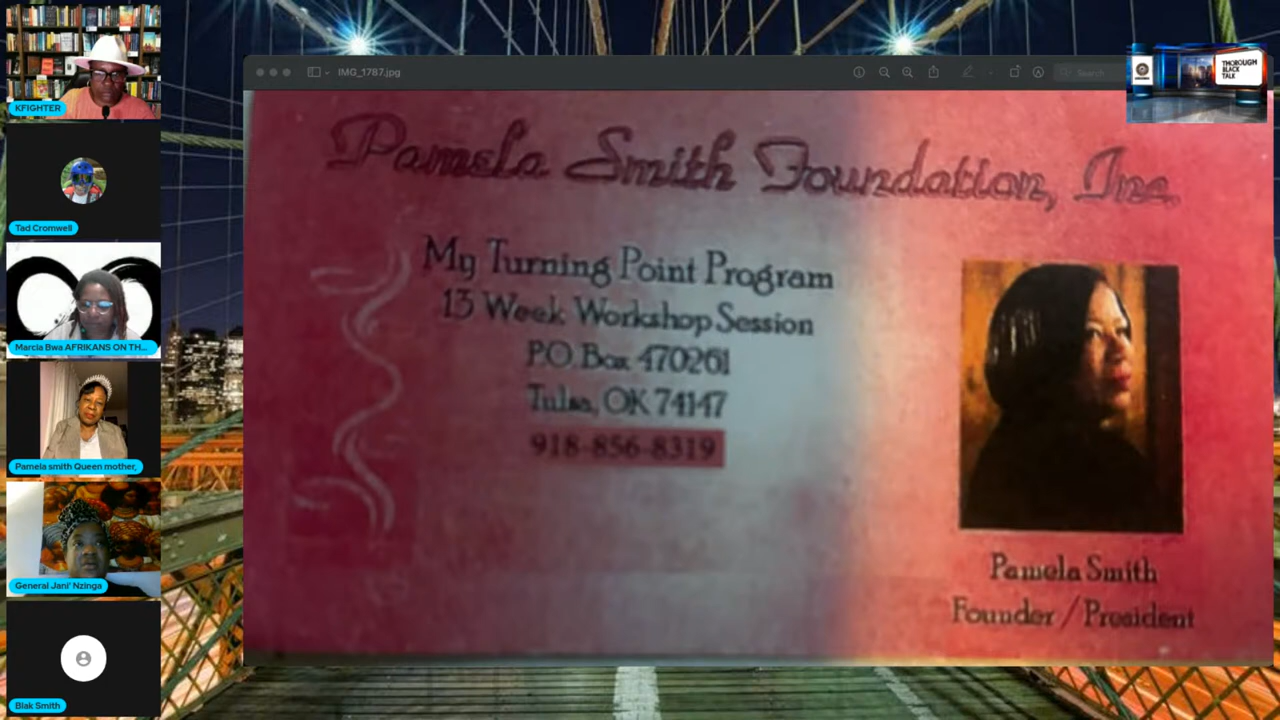 KFIGHTER
Tad Cromwell
Marcia Bwa AFRIKANS ON TH...
Pamela smith Queen mother,
General Jani' Nzinga
Blak Smith
IMG_1787.jpg
Search
THOROUGH
BLACK
TALK
Pamela Smith Foundation, Inc.
My Turning Point Program
13 Week Workshop Session
P.O. Box 470261
Tulsa, OK 74147
918-856-8319
Pamela Smith
Founder / President